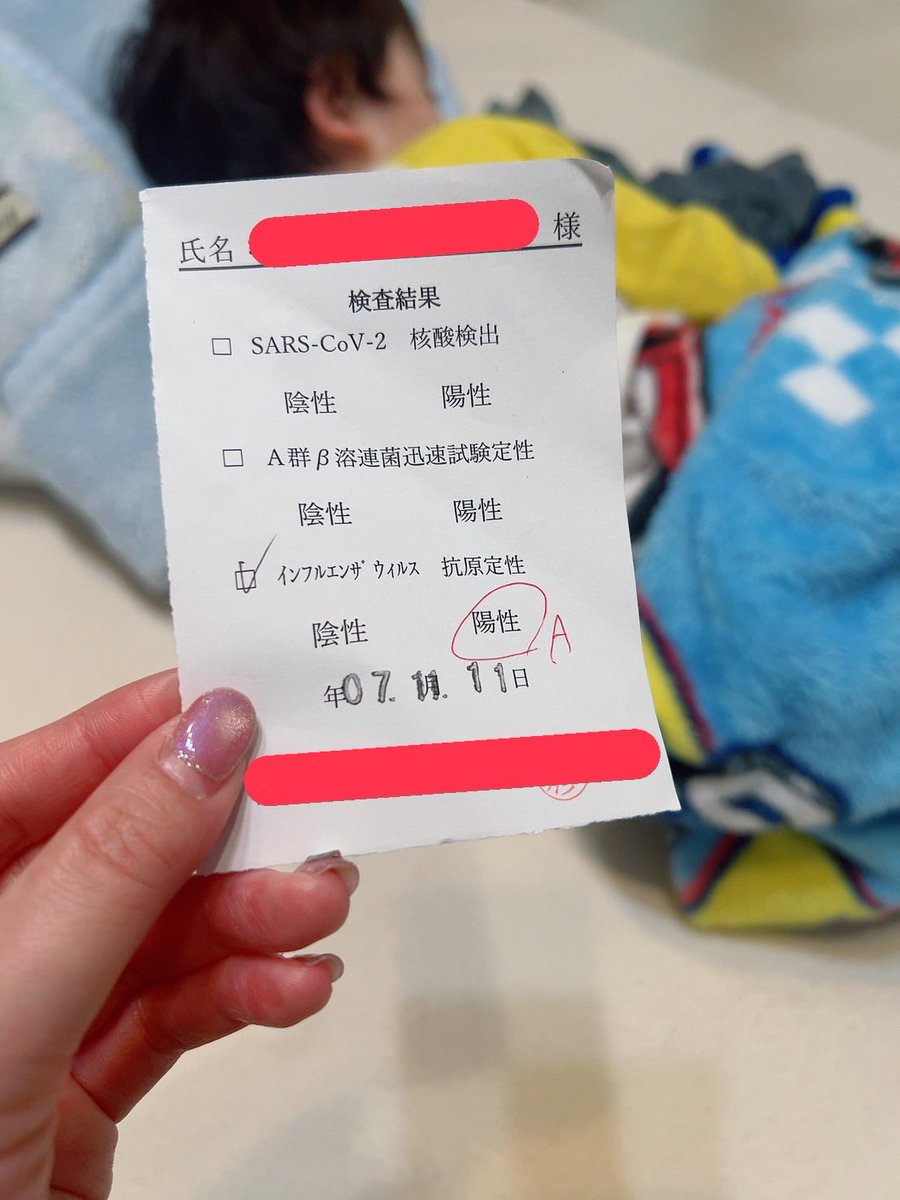 氏名 様
検査結果
□ SARS-CoV-2 核酸検出
陰性 陽性
□ A群β溶連菌迅速試験定性
陰性 陽性
☑ インフルエンザウィルス 抗原定性
陰性 陽性 A
年07.月11.11日